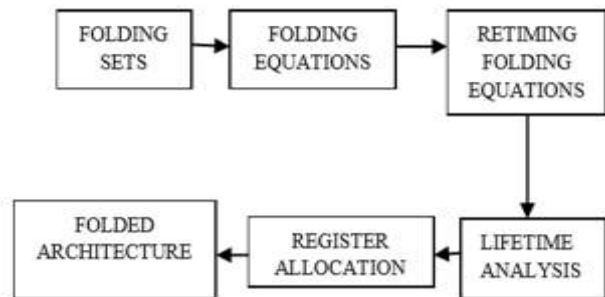 FOLDING
SETS
FOLDING
EQUATIONS
RETIMING
FOLDING
EQUATIONS
FOLDED
ARCHITECTURE
REGISTER
ALLOCATION
LIFETIME
ANALYSIS